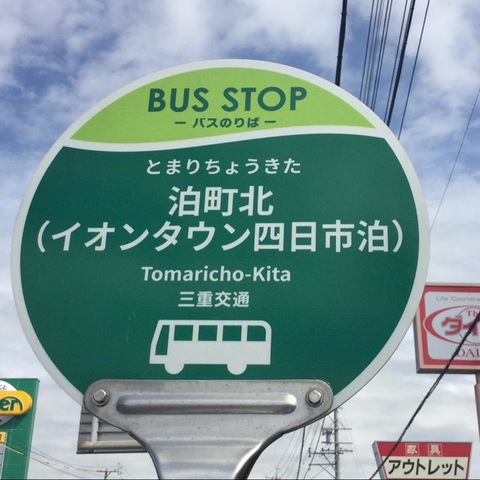 BUS STOP
ーバスのりばー
とまりちょうきた
泊町北
（イオンタウン四日市泊）
Tomaricho-Kita
三重交通
家具
アウトレット